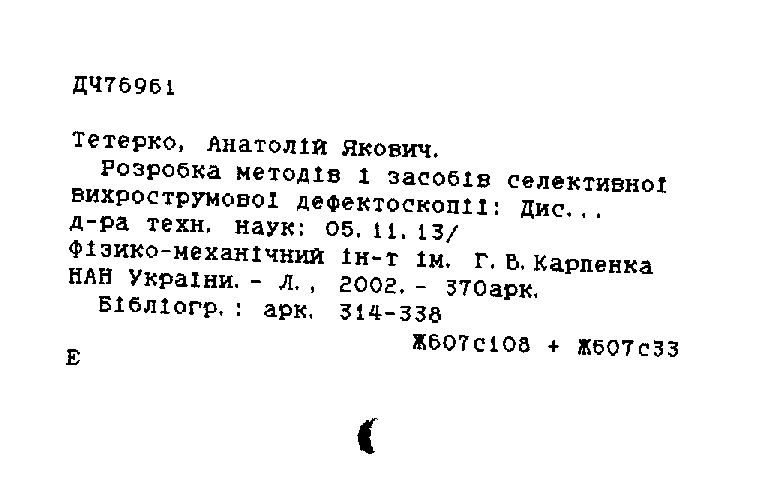 ДЧ76961
Тетерко, Анатолій Якович.
Розробка методів і засобів селективної
вихрострумової дефектоскопії: Дис...
д-ра техн. наук: 05.11.13/
Фізико-механічний ін-т ім. Г.В.Карпенка
НАН України. - Л., 2002. - 370арк.
Бібліогр.: арк. 314-338
Ж607с108 + Ж607с33
Е